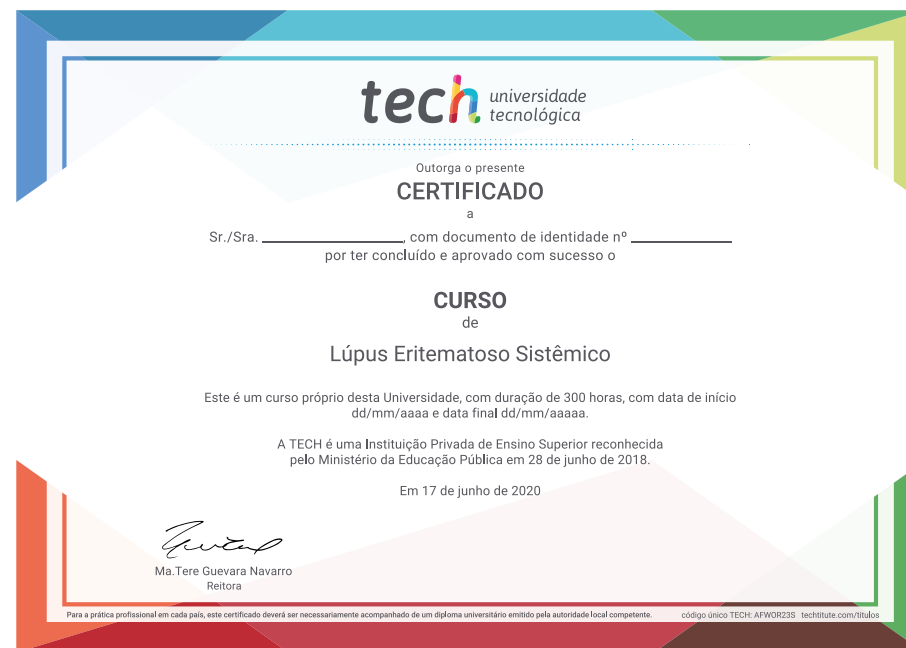 tech universidade
tecnológica
Outorga o presente
CERTIFICADO
a
Sr./Sra. ____________________, com documento de identidade nº ______________
por ter concluído e aprovado com sucesso o
CURSO
de
Lúpus Eritematoso Sistêmico
Este é um curso próprio desta Universidade, com duração de 300 horas, com data de início
dd/mm/aaaa e data final dd/mm/aaaaa.
A TECH é uma Instituição Privada de Ensino Superior reconhecida
pelo Ministério da Educação Pública em 28 de junho de 2018.
Em 17 de junho de 2020
Ma.Tere Guevara Navarro
Reitora
Para a prática profissional em cada país, este certificado deverá ser necessariamente acompanhado de um diploma universitário emitido pela autoridade local competente. código único TECH: AFWOR23S techtitute.com/titulos